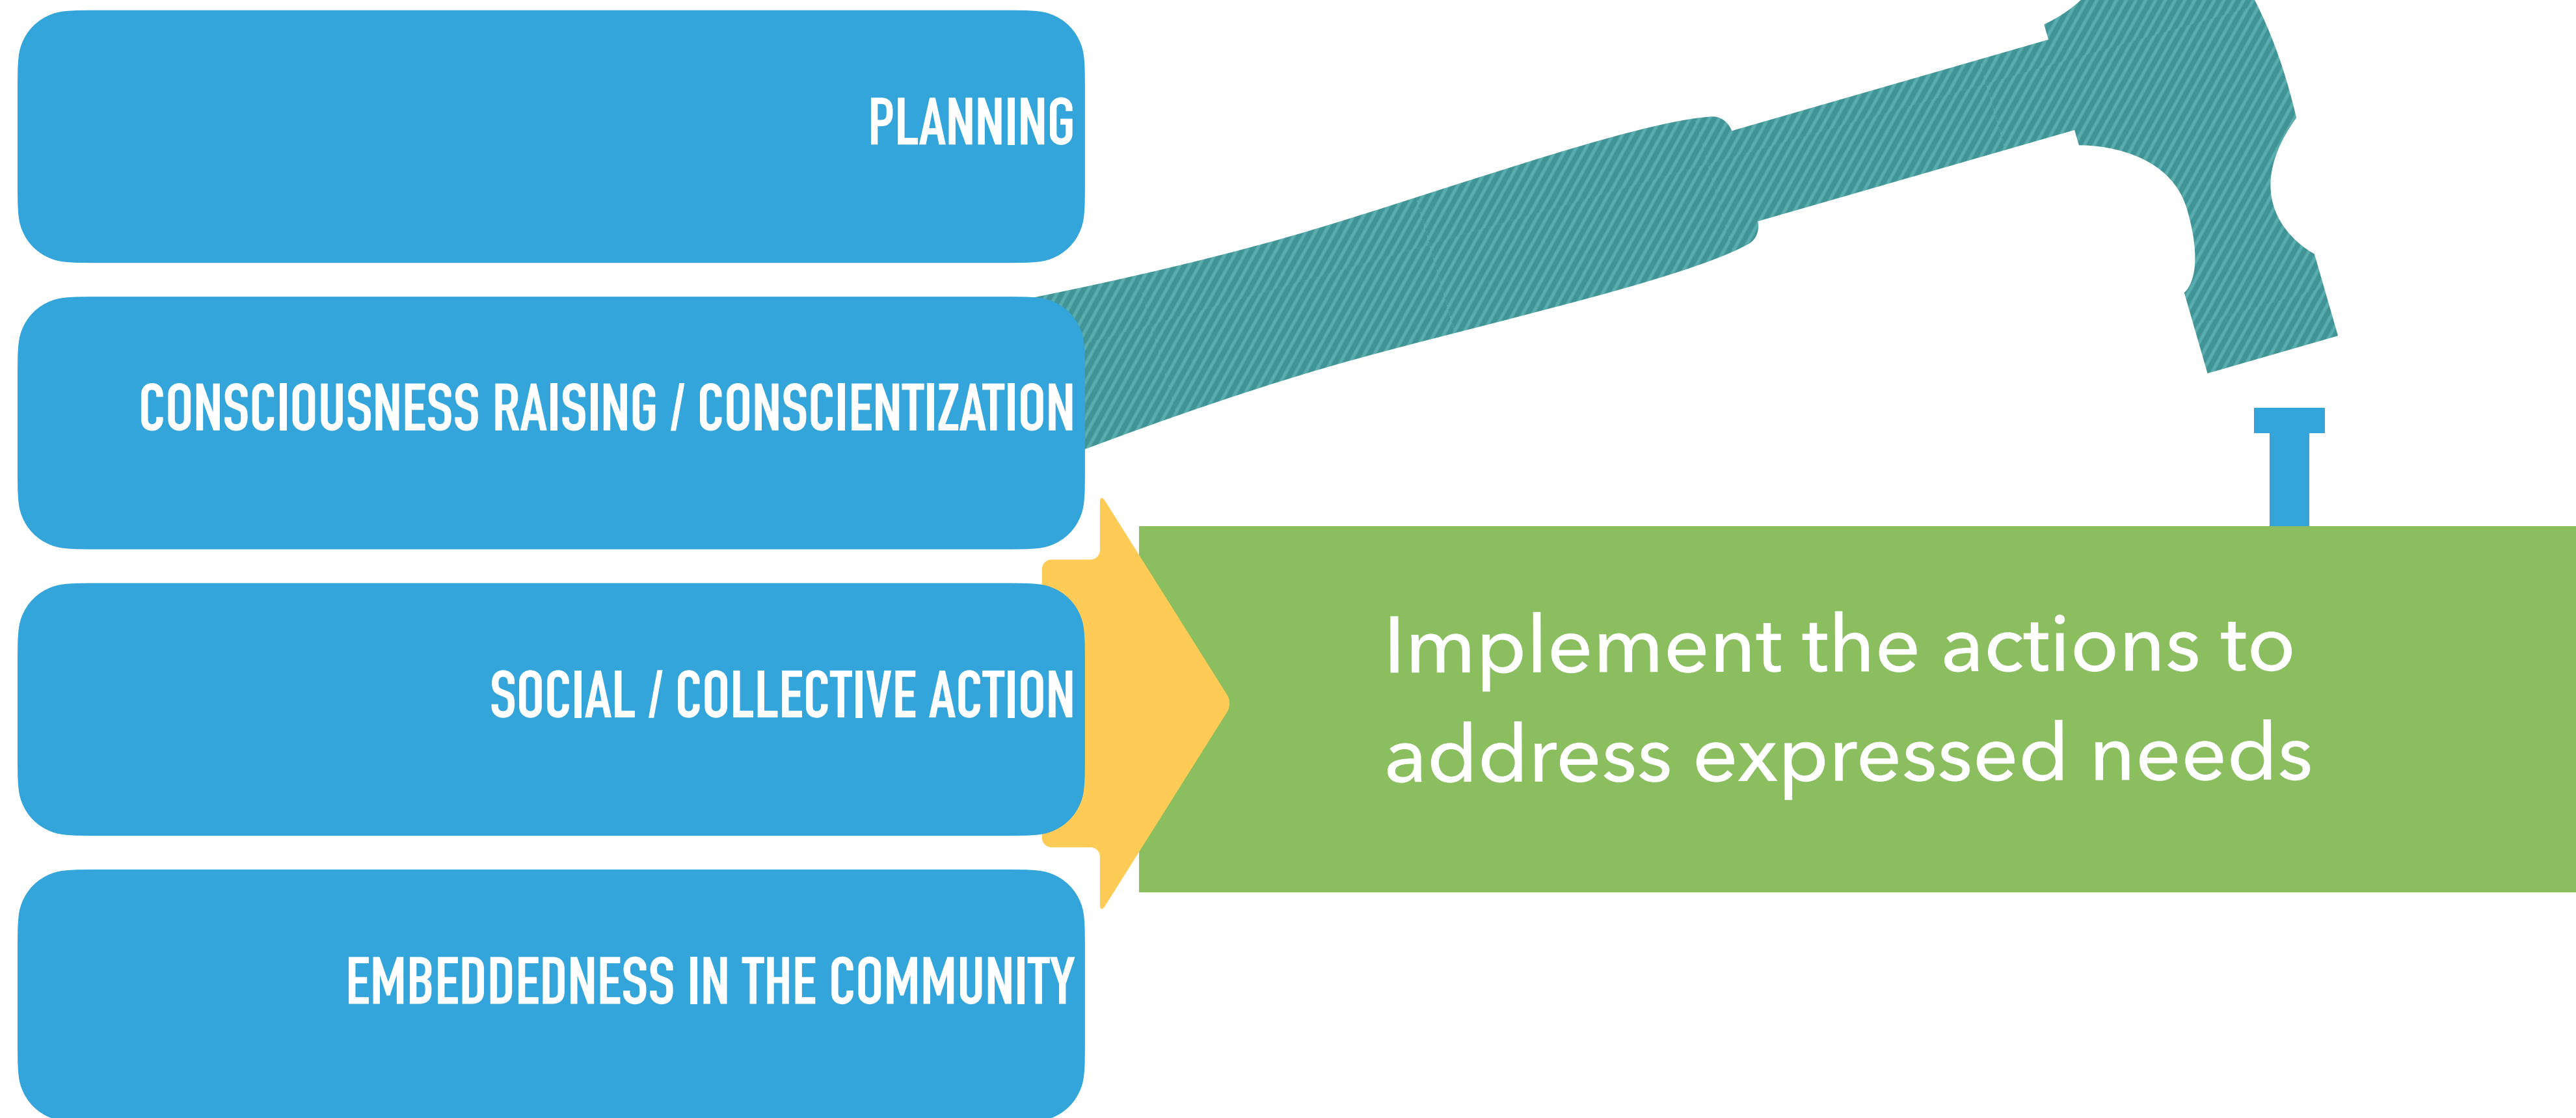 PLANNING
CONSCIOUSNESS RAISING / CONSCIENTIZATION
SOCIAL / COLLECTIVE ACTION
Implement the actions to
address expressed needs
EMBEDDEDNESS IN THE COMMUNITY